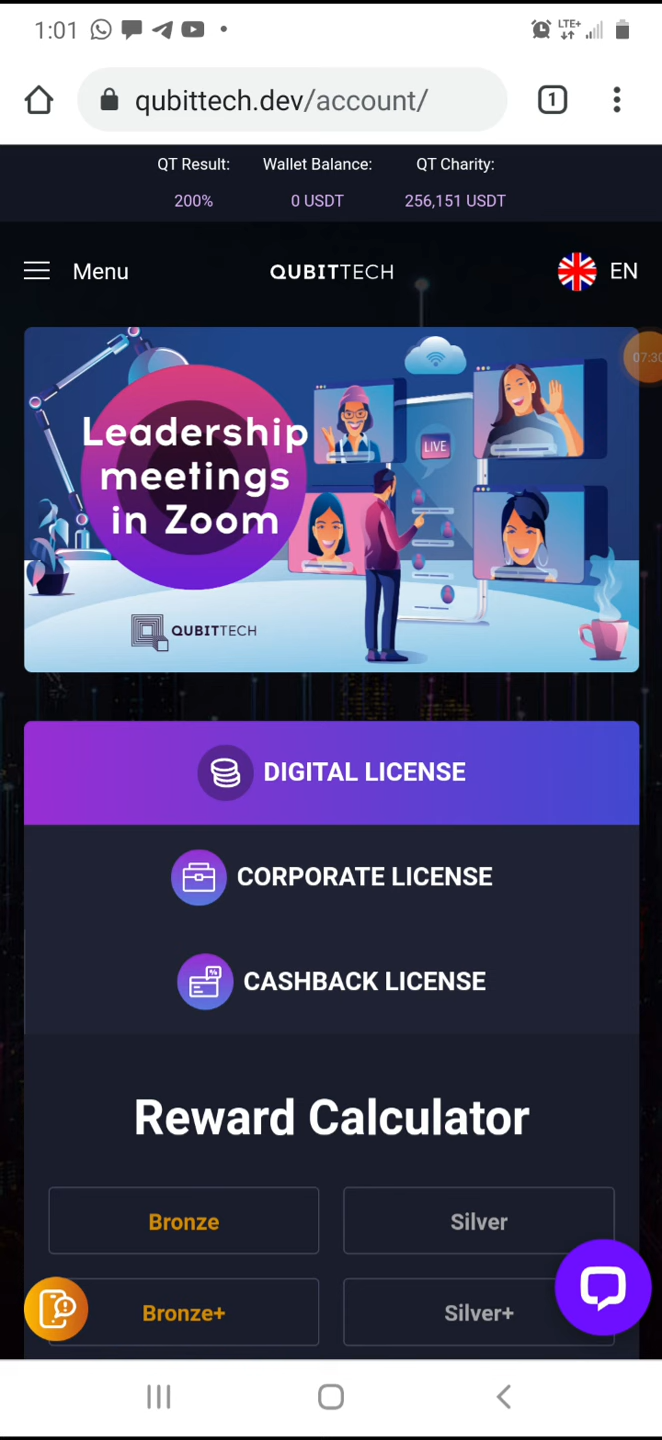 1:01
LTE+
qubittech.dev/account/
1
QT Result: Wallet Balance: QT Charity:
200% 0 USDT 256,151 USDT
Menu QUBITTECH EN
07:30
Leadership
meetings
in Zoom
LIVE
QUBITTECH
DIGITAL LICENSE
CORPORATE LICENSE
%
CASHBACK LICENSE
Reward Calculator
Bronze Silver
Bronze+ Silver+